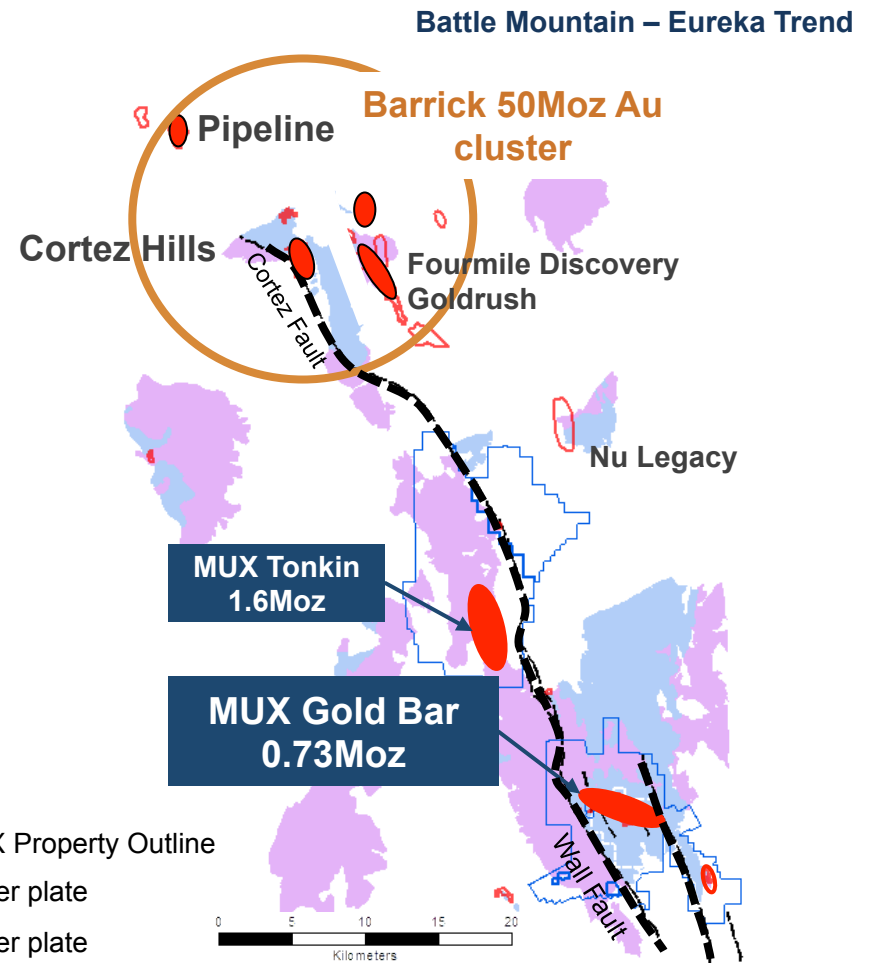 Battle Mountain – Eureka Trend
Barrick 50Moz Au
cluster
Pipeline
Cortez Hills
Cortez Fault
Fourmile Discovery
Goldrush
Nu Legacy
MUX Tonkin
1.6Moz
MUX Gold Bar
0.73Moz
Wall Fault
X Property Outline
er plate
er plate
0 5 10 15 20
Kilometers